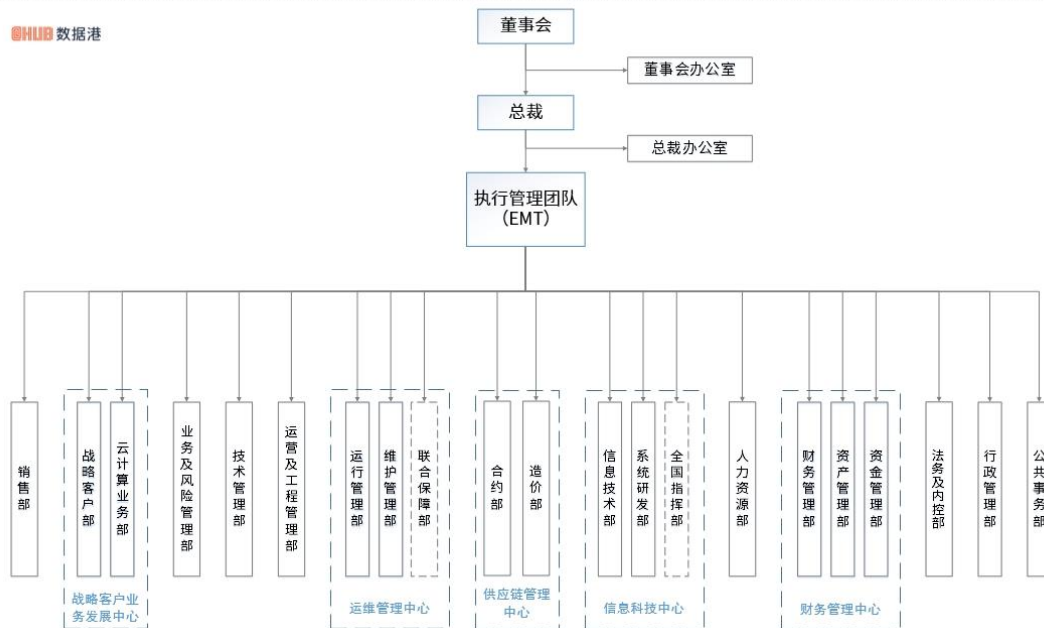 @HUB 数据港
董事会
董事会办公室
总裁
总裁办公室
执行管理团队
（EMT）
销售部
战略客户部
云计算业务部
业务及风险管理部
技术管理部
运营及工程管理部
运行管理部
维护管理部
联合保障部
合约部
造价部
信息技术部
系统研发部
全国指挥部
人力资源部
财务管理部
资产管理部
资金管理部
法务及内控部
行政管理部
公共事务部
战略客户业
务发展中心
运维管理中心
供应链管理
中心
信息科技中心
财务管理中心